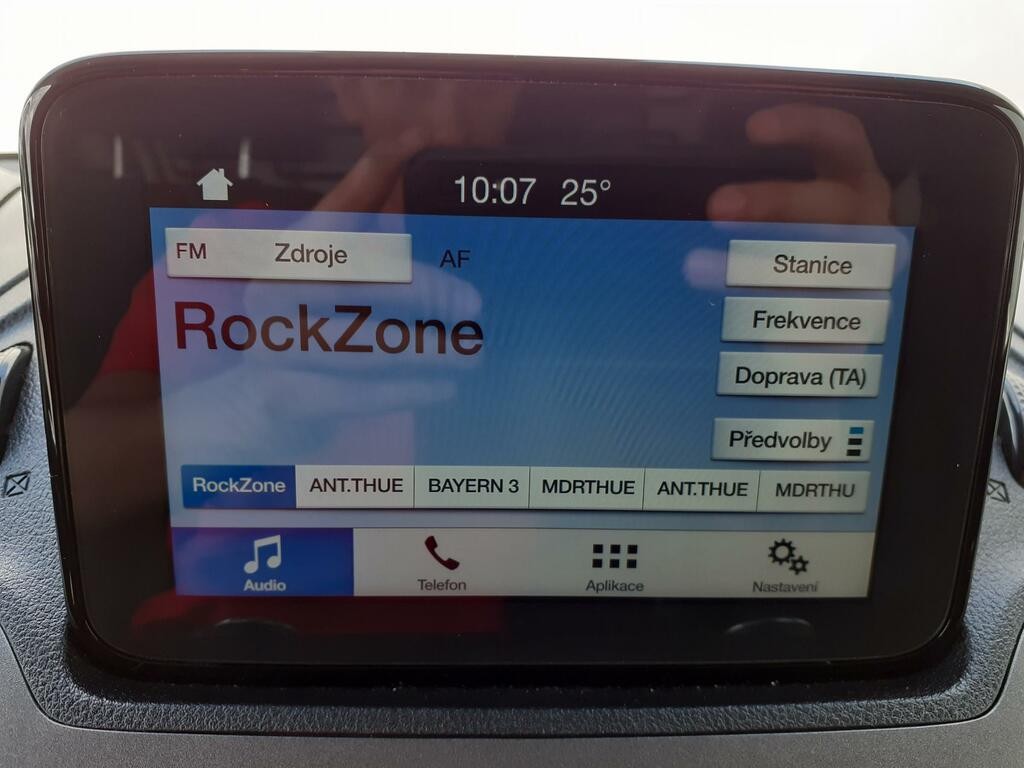 10:07 25°
FM Zdroje AF
Stanice
RockZone
Frekvence
Doprava (TA)
Předvolby
RockZone ANT.THUE BAYERN 3 MDRTHUE ANT.THUE MDRTHU
Audio Telefon Aplikace Nastavení